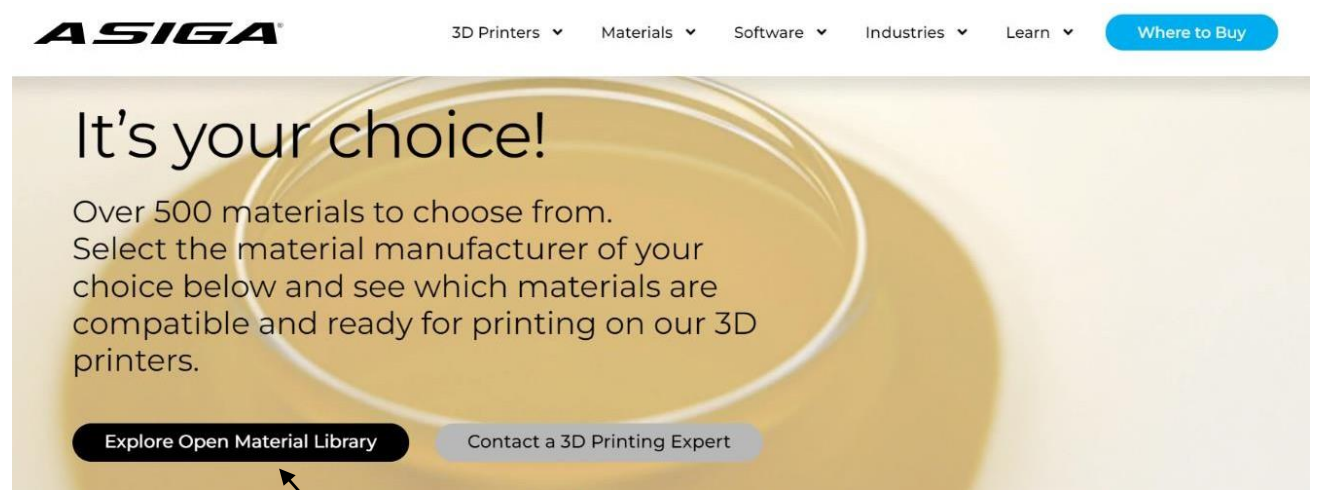 ASIGA®
3D Printers Materials Software Industries Learn Where to Buy
It’s your choice!
Over 500 materials to choose from.
Select the material manufacturer of your
choice below and see which materials are
compatible and ready for printing on our 3D
printers.
Explore Open Material Library Contact a 3D Printing Expert